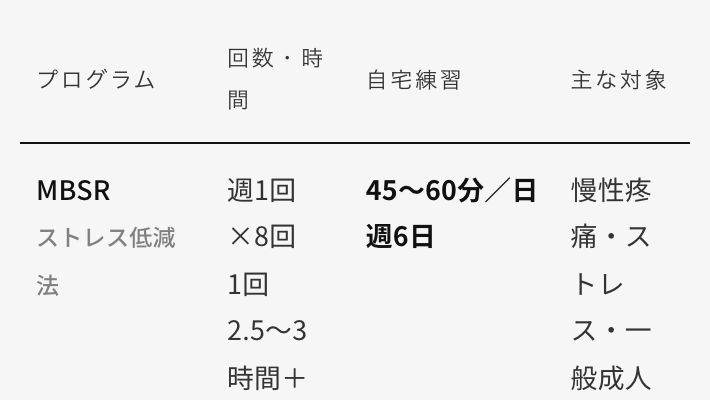 プログラム
回数・時
間
自宅練習
主な対象
MBSR
ストレス低減
法
週1回
×8回
1回
2.5〜3
時間＋
45〜60分／日
週6日
慢性疼
痛・ス
トレ
ス・一
般成人